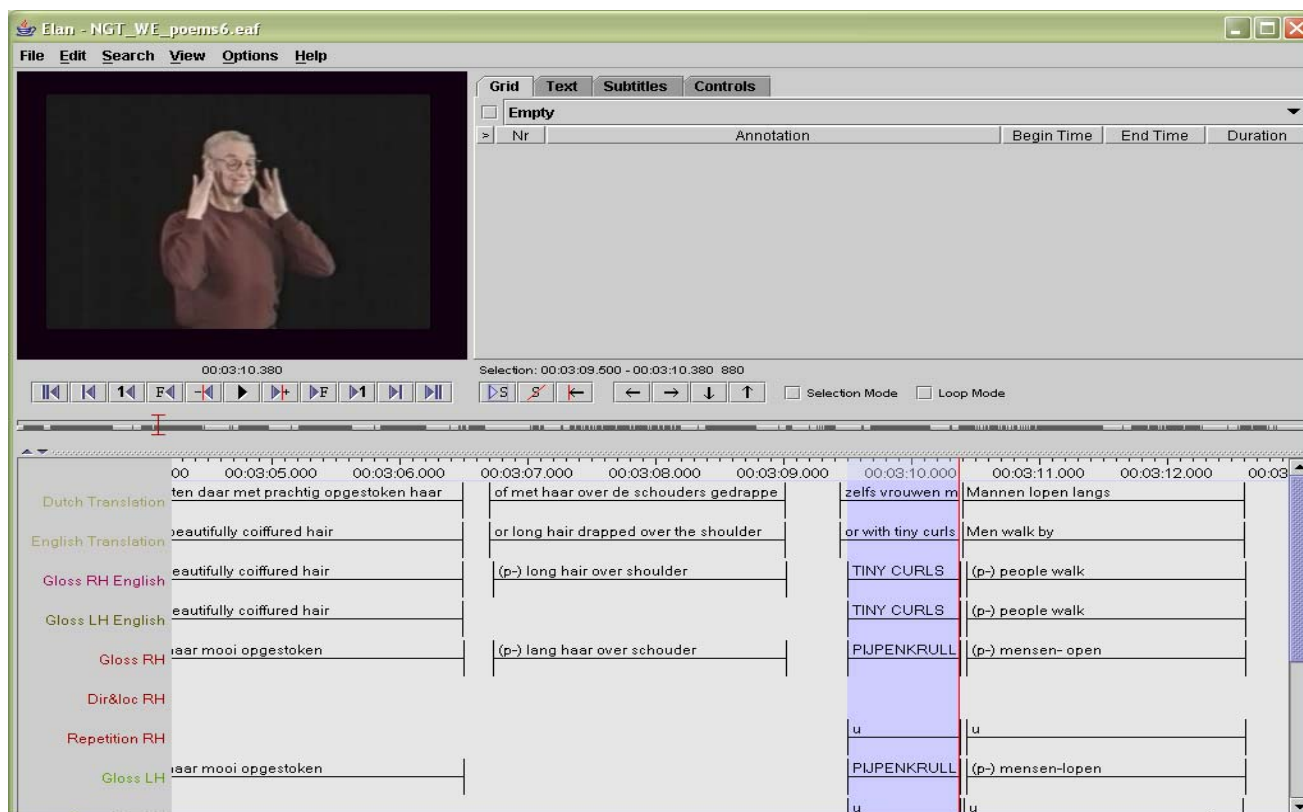 Elan - NGT_WE_poems6.eaf
File Edit Search View Options Help
Grid Text Subtitles Controls
Empty
> Nr Annotation Begin Time End Time Duration
00:03:10.380
Selection: 00:03:09.500 - 00:03:10.380 880
1 F + F 1 S S Selection Mode Loop Mode
00 00:03:05.000 00:03:06.000 00:03:07.000 00:03:08.000 00:03:09.000 00:03:10.000 00:03:11.000 00:03:12.000 00:03
Dutch Translation ten daar met prachtig opgestoken haar of met haar over de schouders gedrappe zelfs vrouwen m Mannen lopen langs
English Translation beautifully coiffured hair or long hair drapped over the shoulder or with tiny curls Men walk by
Gloss RH English eautifully coiffured hair (p-) long hair over shoulder TINY CURLS (p-) people walk
Gloss LH English eautifully coiffured hair TINY CURLS (p-) people walk
Gloss RH aar mooi opgestoken (p-) lang haar over schouder PIJPENKRULL (p-) mensen- open
Dir&loc RH
Repetition RH u u
Gloss LH aar mooi opgestoken PIJPENKRULL (p-) mensen-lopen
u u